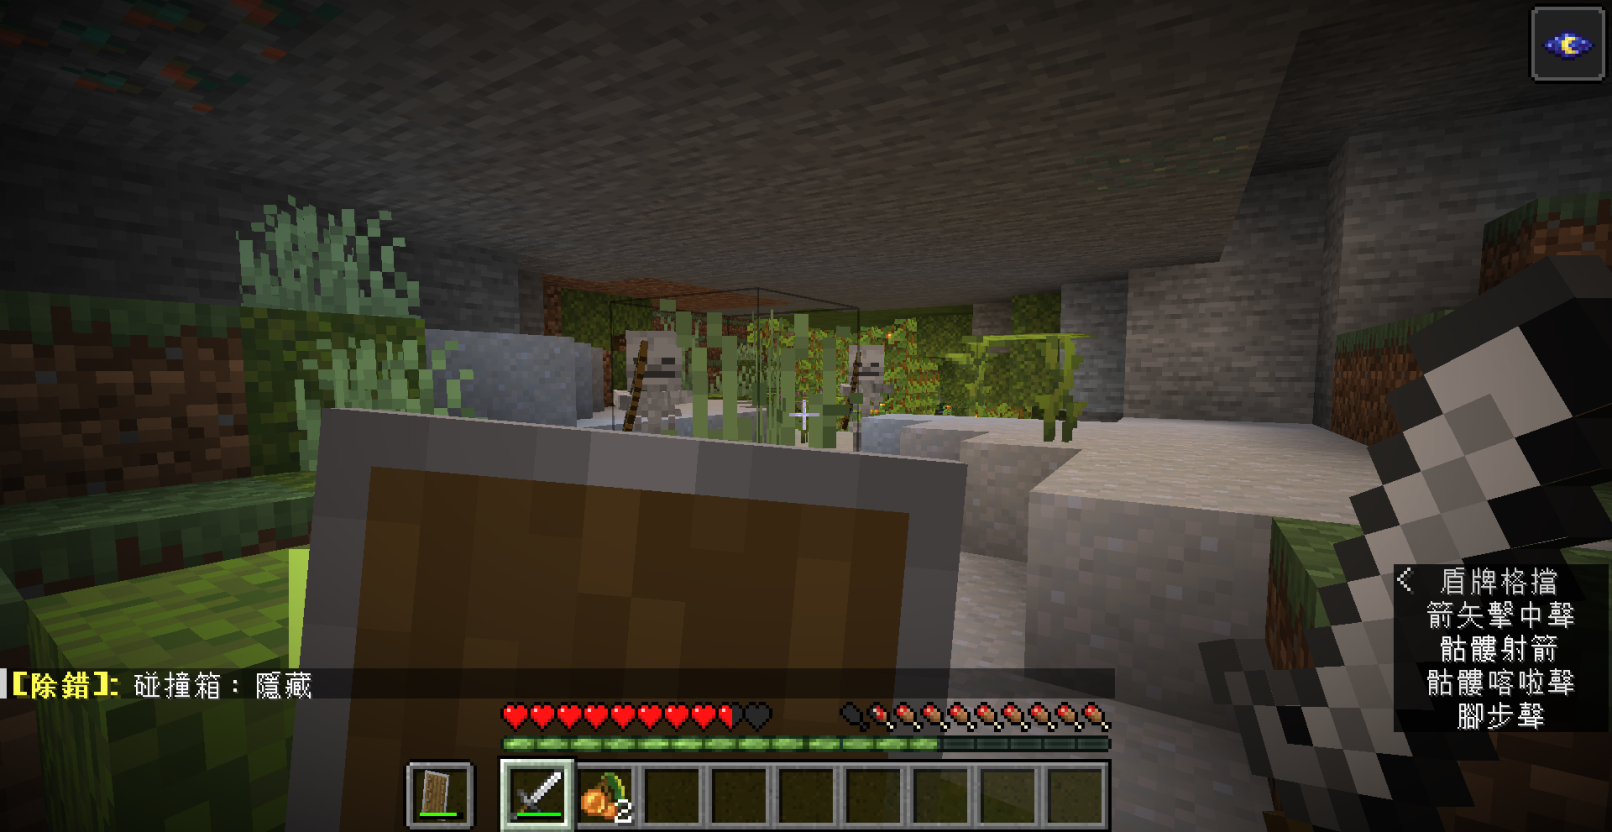 <　盾牌格擋
箭矢擊中聲
骷髏射箭
骷髏喀啦聲
腳步聲
[除錯]: 碰撞箱：隱藏
2